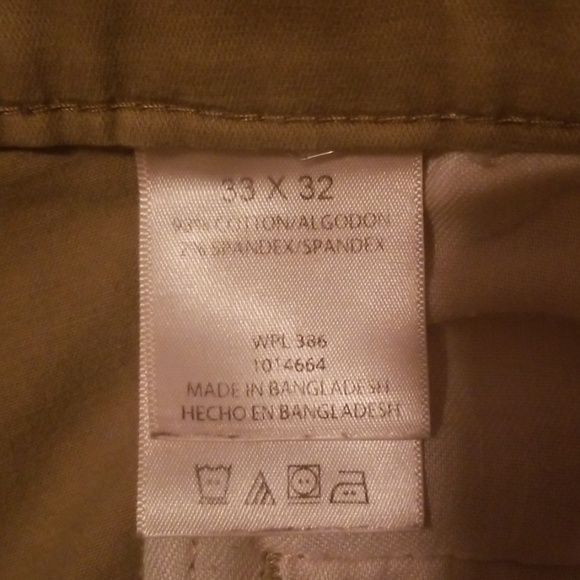 33 X 32
98% COTTON/ALGODON
2% SPANDEX/SPANDEX
WPL 386
1014664
MADE IN BANGLADESH
HECHO EN BANGLADESH